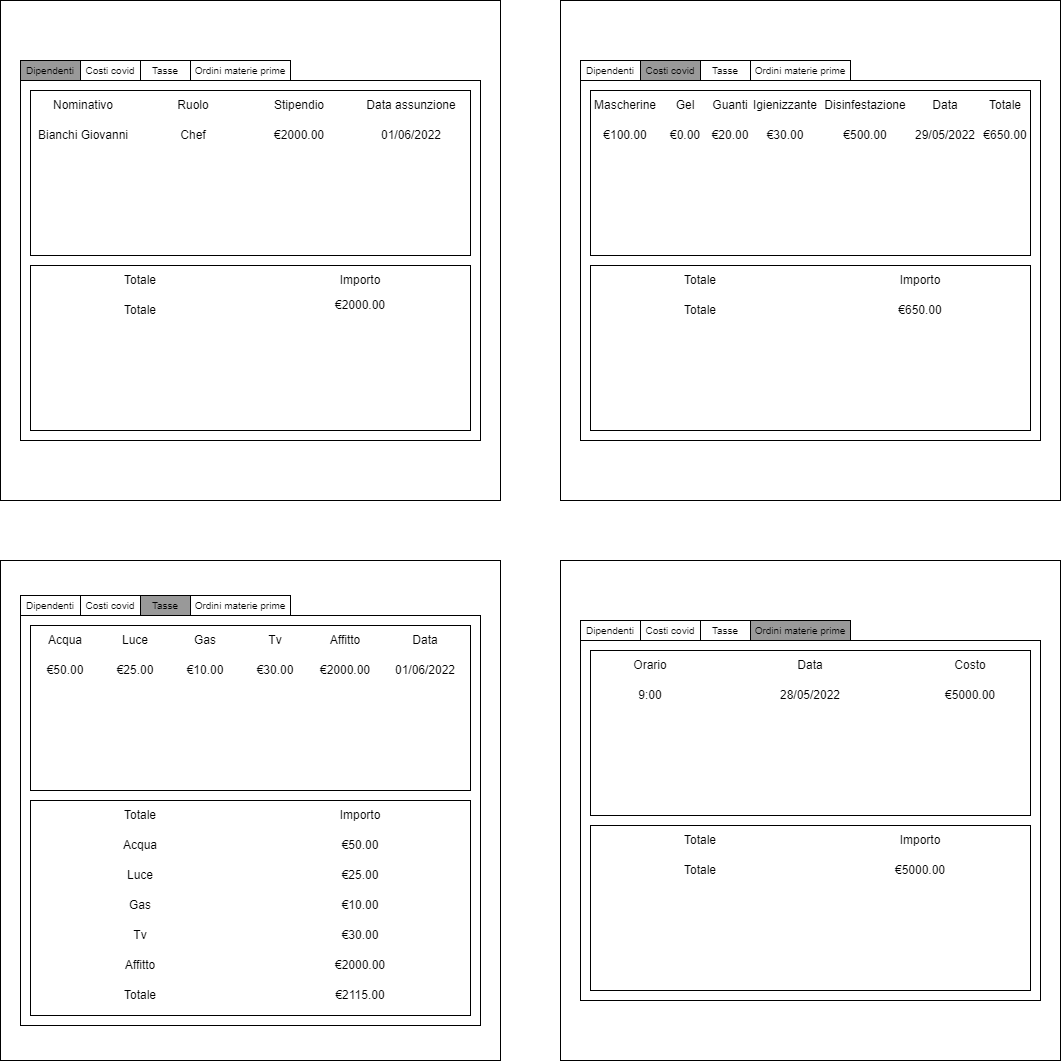 Dipendenti Costi covid Tasse Ordini materie prime
Nominativo Ruolo Stipendio Data assunzione
Bianchi Giovanni Chef €2000.00 01/06/2022
Totale Importo
Totale €2000.00
Dipendenti Costi covid Tasse Ordini materie prime
Mascherine Gel Guanti Igienizzante Disinfestazione Data Totale
€100.00 €0.00 €20.00 €30.00 €500.00 29/05/2022 €650.00
Totale Importo
Totale €650.00
Dipendenti Costi covid Tasse Ordini materie prime
Acqua Luce Gas Tv Affitto Data
€50.00 €25.00 €10.00 €30.00 €2000.00 01/06/2022
Totale Importo
Acqua €50.00
Luce €25.00
Gas €10.00
Tv €30.00
Affitto €2000.00
Totale €2115.00
Dipendenti Costi covid Tasse Ordini materie prime
Orario Data Costo
9:00 28/05/2022 €5000.00
Totale Importo
Totale €5000.00